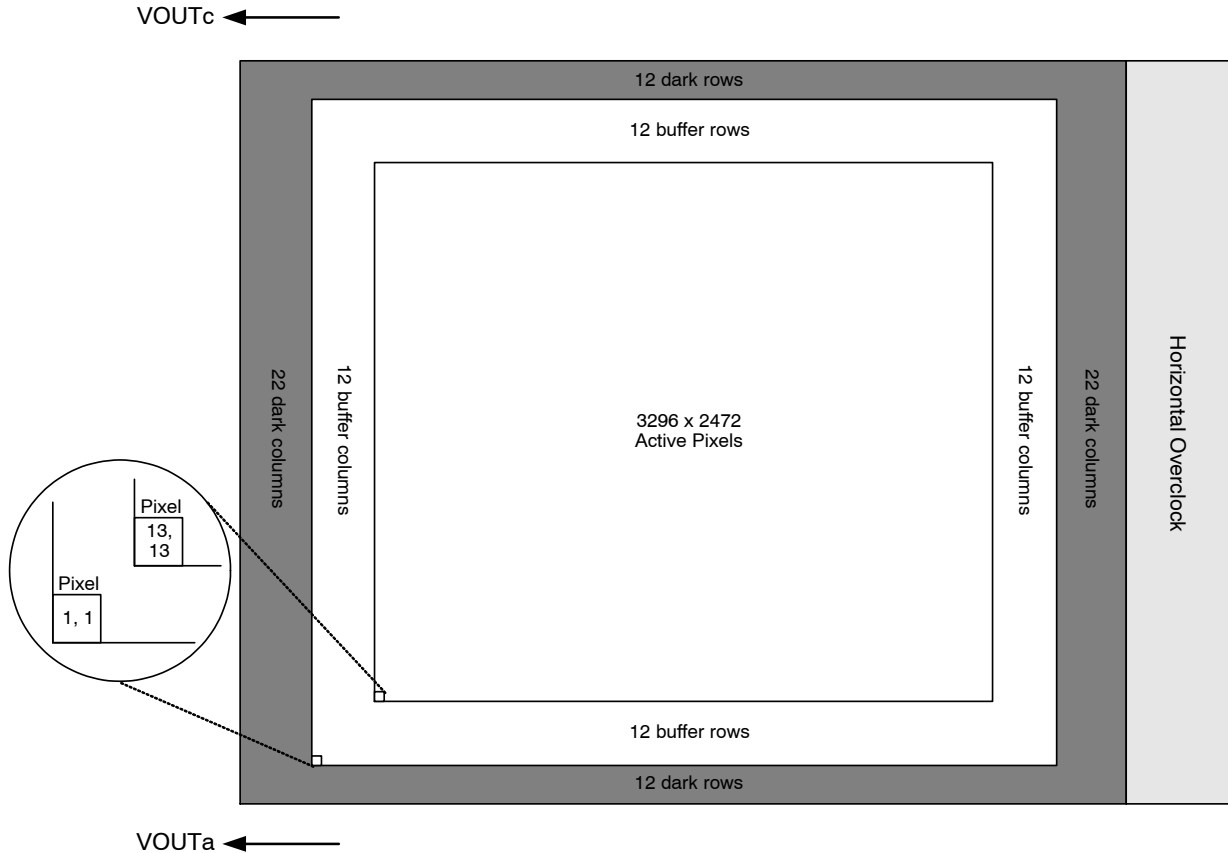 VOUTc
12 dark rows
12 buffer rows
22 dark columns
12 buffer columns
3296 x 2472
Active Pixels
12 buffer columns
22 dark columns
Horizontal Overclock
Pixel
13,
13
Pixel
1, 1
12 buffer rows
12 dark rows
VOUTa